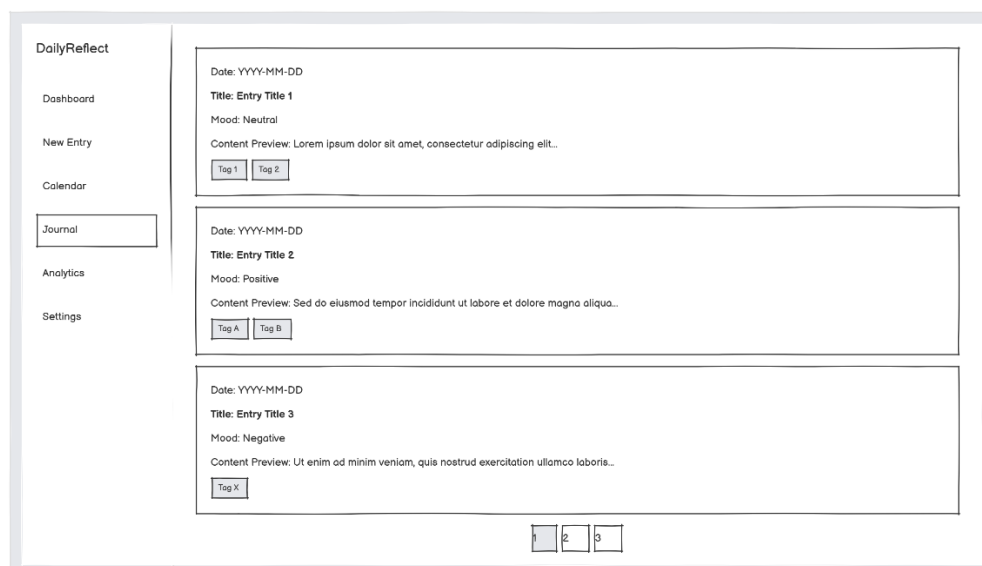 DailyReflect
Dashboard
New Entry
Calendar
Journal
Analytics
Settings
Date: YYYY-MM-DD
Title: Entry Title 1
Mood: Neutral
Content Preview: Lorem ipsum dolor sit amet, consectetur adipiscing elit...
Tag 1 Tag 2
Date: YYYY-MM-DD
Title: Entry Title 2
Mood: Positive
Content Preview: Sed do eiusmod tempor incididunt ut labore et dolore magna aliqua...
Tag A Tag B
Date: YYYY-MM-DD
Title: Entry Title 3
Mood: Negative
Content Preview: Ut enim ad minim veniam, quis nostrud exercitation ullamco laboris...
Tag X
1 2 3